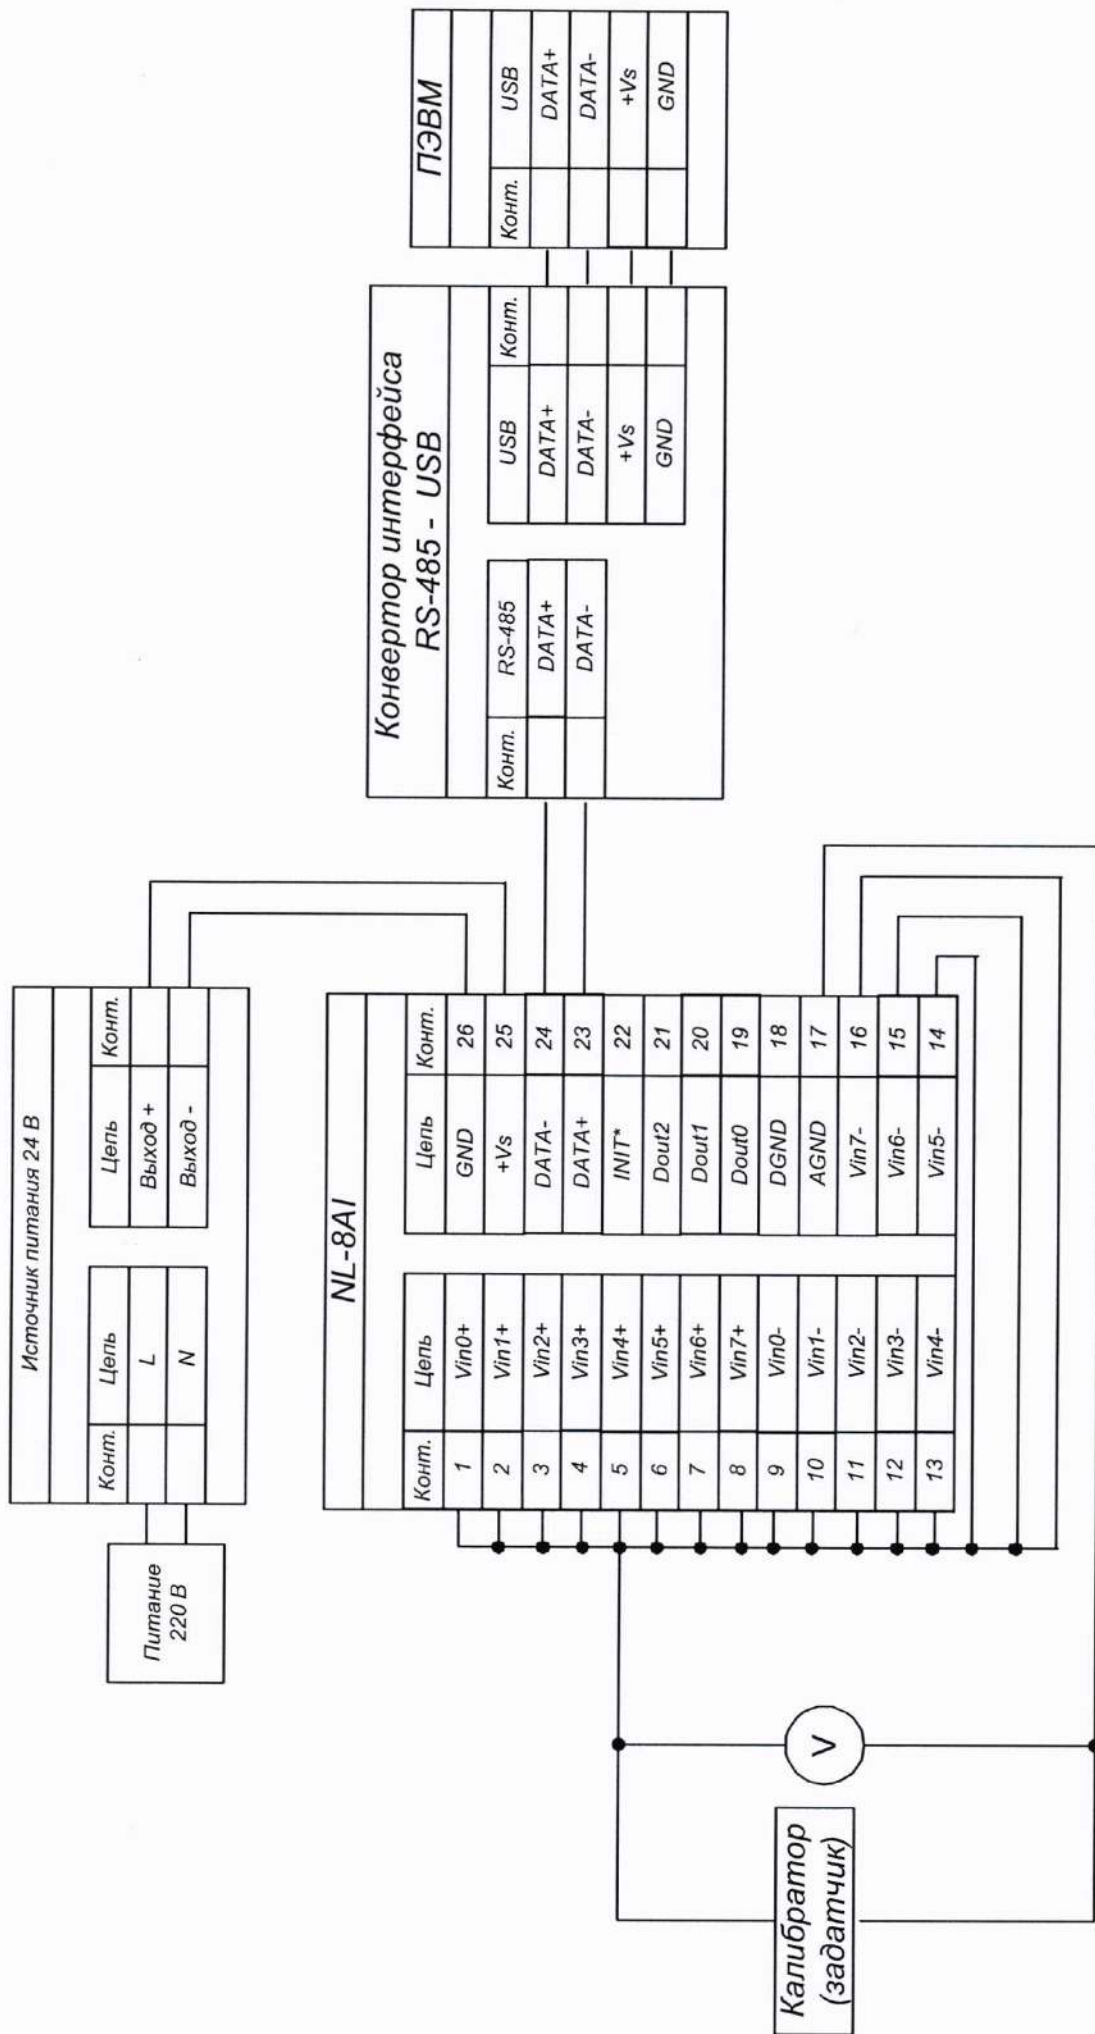 Источник питания 24 В
Конт. Цепь Цепь Конт.
L Выход +
N Выход -
Питание
220 В
NL-8AI
Конт. Цепь Цепь Конт.
1 Vin0+ GND 26
2 Vin1+ +Vs 25
3 Vin2+ DATA- 24
4 Vin3+ DATA+ 23
5 Vin4+ INIT* 22
6 Vin5+ Dout2 21
7 Vin6+ Dout1 20
8 Vin7+ Dout0 19
9 Vin0- DGND 18
10 Vin1- AGND 17
11 Vin2- Vin7- 16
12 Vin3- Vin6- 15
13 Vin4- Vin5- 14
Конвертор интерфейса
RS-485 - USB
Конт. RS-485 USB Конт.
DATA+ DATA+
DATA- DATA-
+Vs
GND
ПЭВМ
Конт. USB
DATA+
DATA-
+Vs
GND
V
Калибратор
(задатчик)